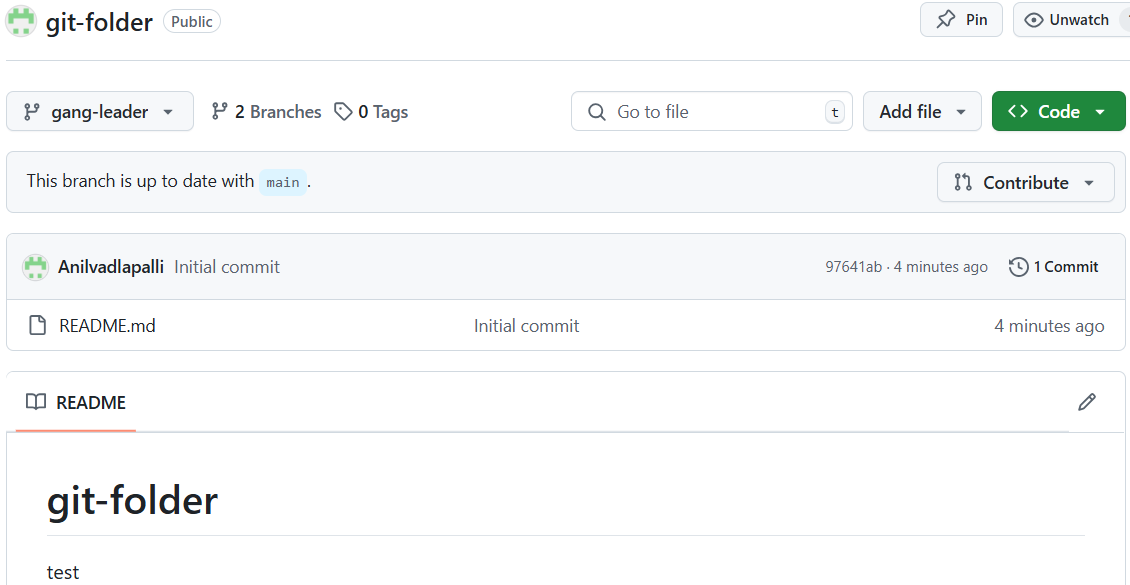 git-folder Public Pin Unwatch
gang-leader 2 Branches 0 Tags Go to file t Add file Code
This branch is up to date with main. Contribute
Anilvadlapalli Initial commit 97641ab · 4 minutes ago 1 Commit
README.md Initial commit 4 minutes ago
README
git-folder
test